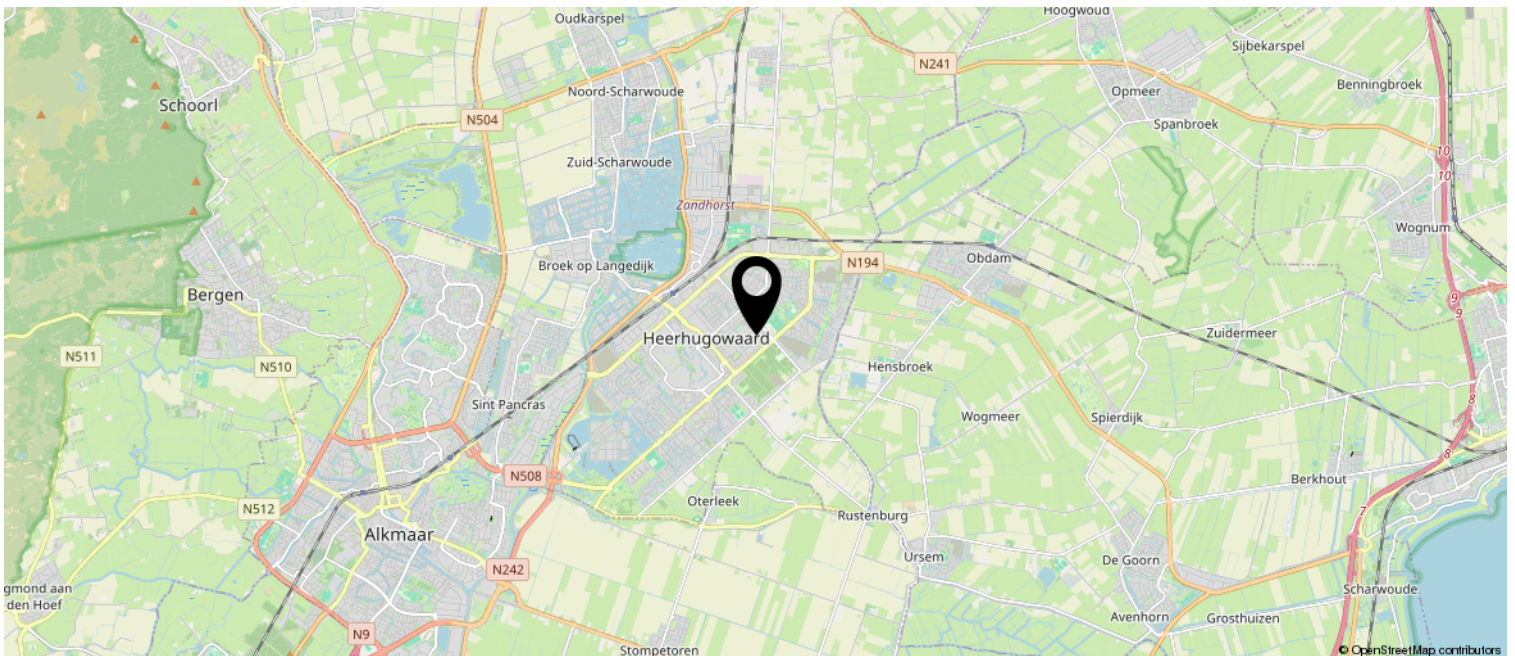 Oudkarspel
Hoogwoud
Sijbekarspel
N241
Benningbroek
Noord-Scharwoude
Opmeer
Schoorl
N504
Spanbroek
10
Zuid-Scharwoude
10
Zandhorst
Wognum
Broek op Langedijk
N194
Obdam
Bergen
9
9
Zuidermeer
Heerhugowaard
N511
N510
Hensbroek
8
Sint Pancras
Wogmeer
Spierdijk
8
N508
Berkhout
Oterleek
N512
7
Rustenburg
Alkmaar
Ursem
De Goorn
N242
gmond aan
den Hoef
Scharwoude
Avenhorn
Grosthuizen
N9
Stompetoren
© OpenStreetMap contributors